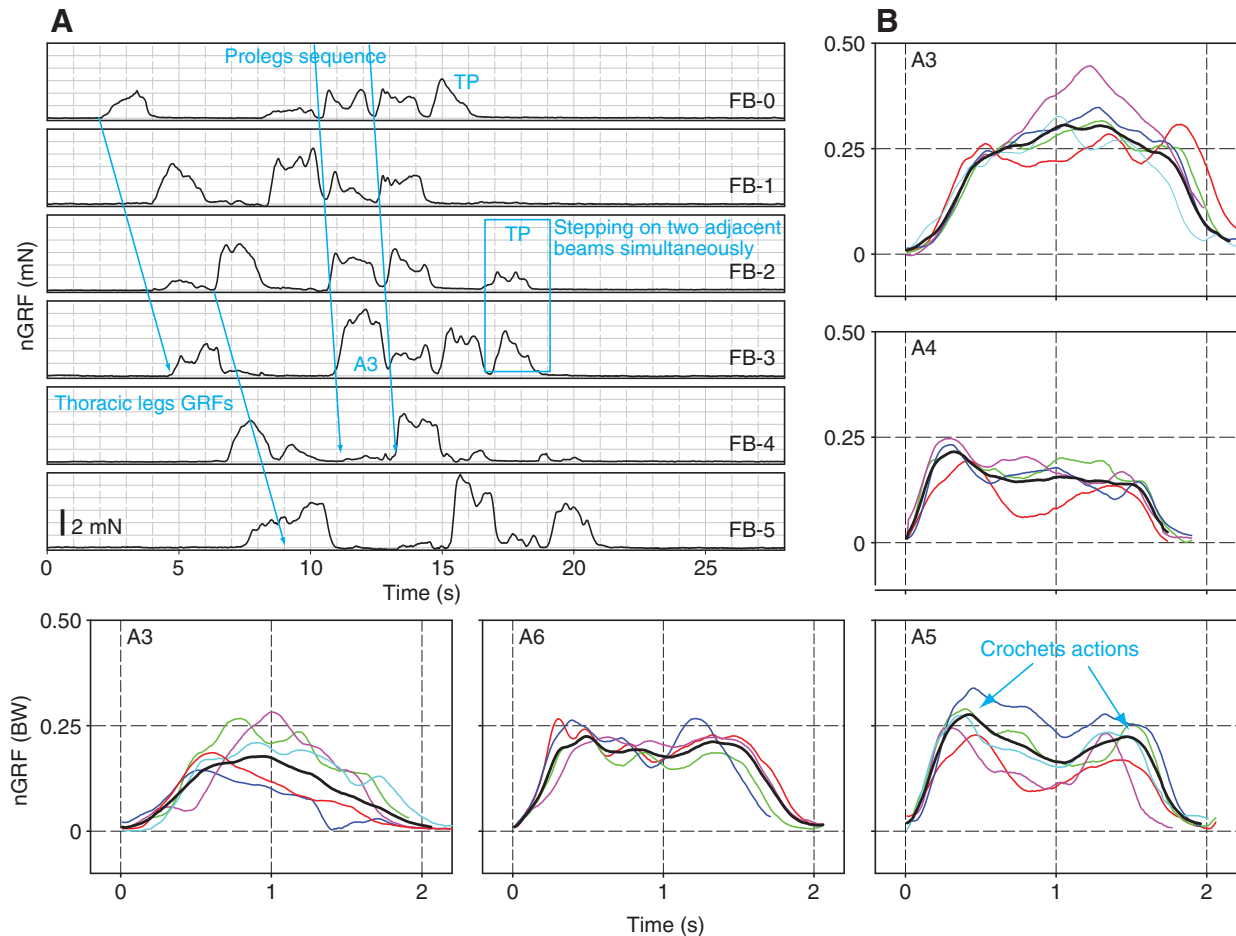 A
Prolegs sequence
TP
FB-0
FB-1
Stepping on two adjacent
beams simultaneously
TP
FB-2
A3
FB-3
Thoracic legs GRFs
FB-4
2 mN
FB-5
nGRF (mN)
0 5 10 15 20 25
Time (s)
B
0.50
A3
0.25
0
A4
0.25
0
0.50
A3
0.25
0
nGRF (BW)
0 1 2
A6
0 1 2
A5
Crochets actions
0 1 2
Time (s)